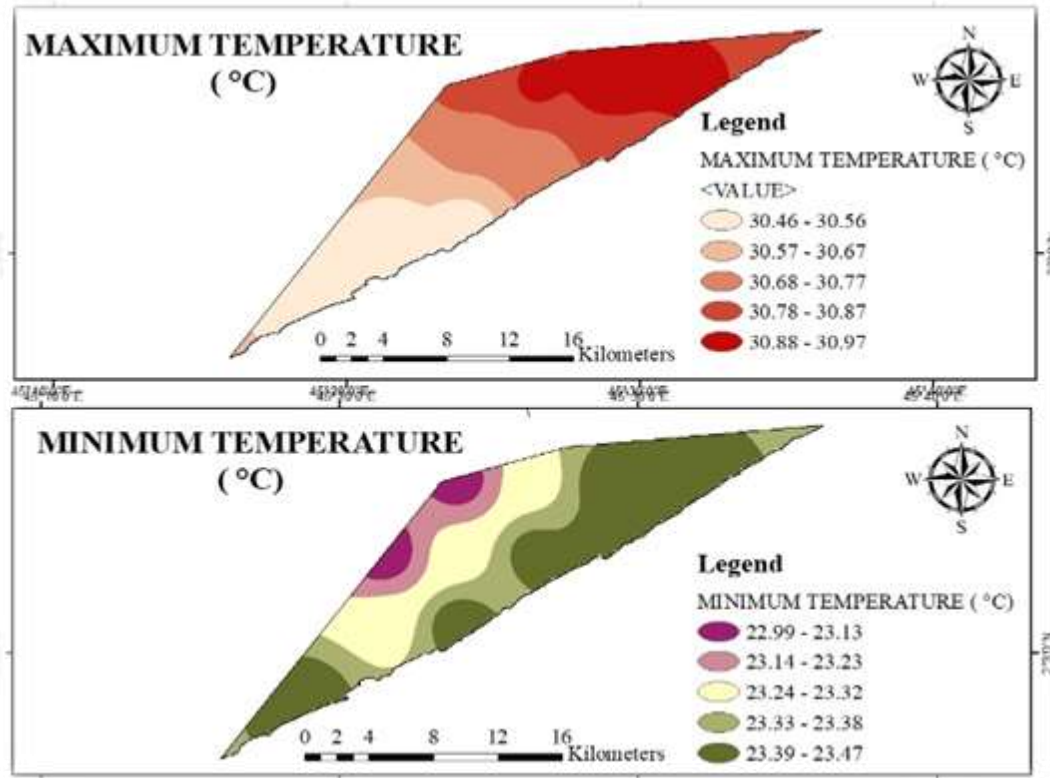 MAXIMUM TEMPERATURE
( °C)
N
W E
S
Legend
MAXIMUM TEMPERATURE ( °C)
<VALUE>
30.46 - 30.56
30.57 - 30.67
30.68 - 30.77
30.78 - 30.87
30.88 - 30.97
0 2 4 8 12 16
Kilometers
MINIMUM TEMPERATURE
( °C)
N
W E
S
Legend
MINIMUM TEMPERATURE ( °C)
22.99 - 23.13
23.14 - 23.23
23.24 - 23.32
23.33 - 23.38
23.39 - 23.47
0 2 4 8 12 16
Kilometers